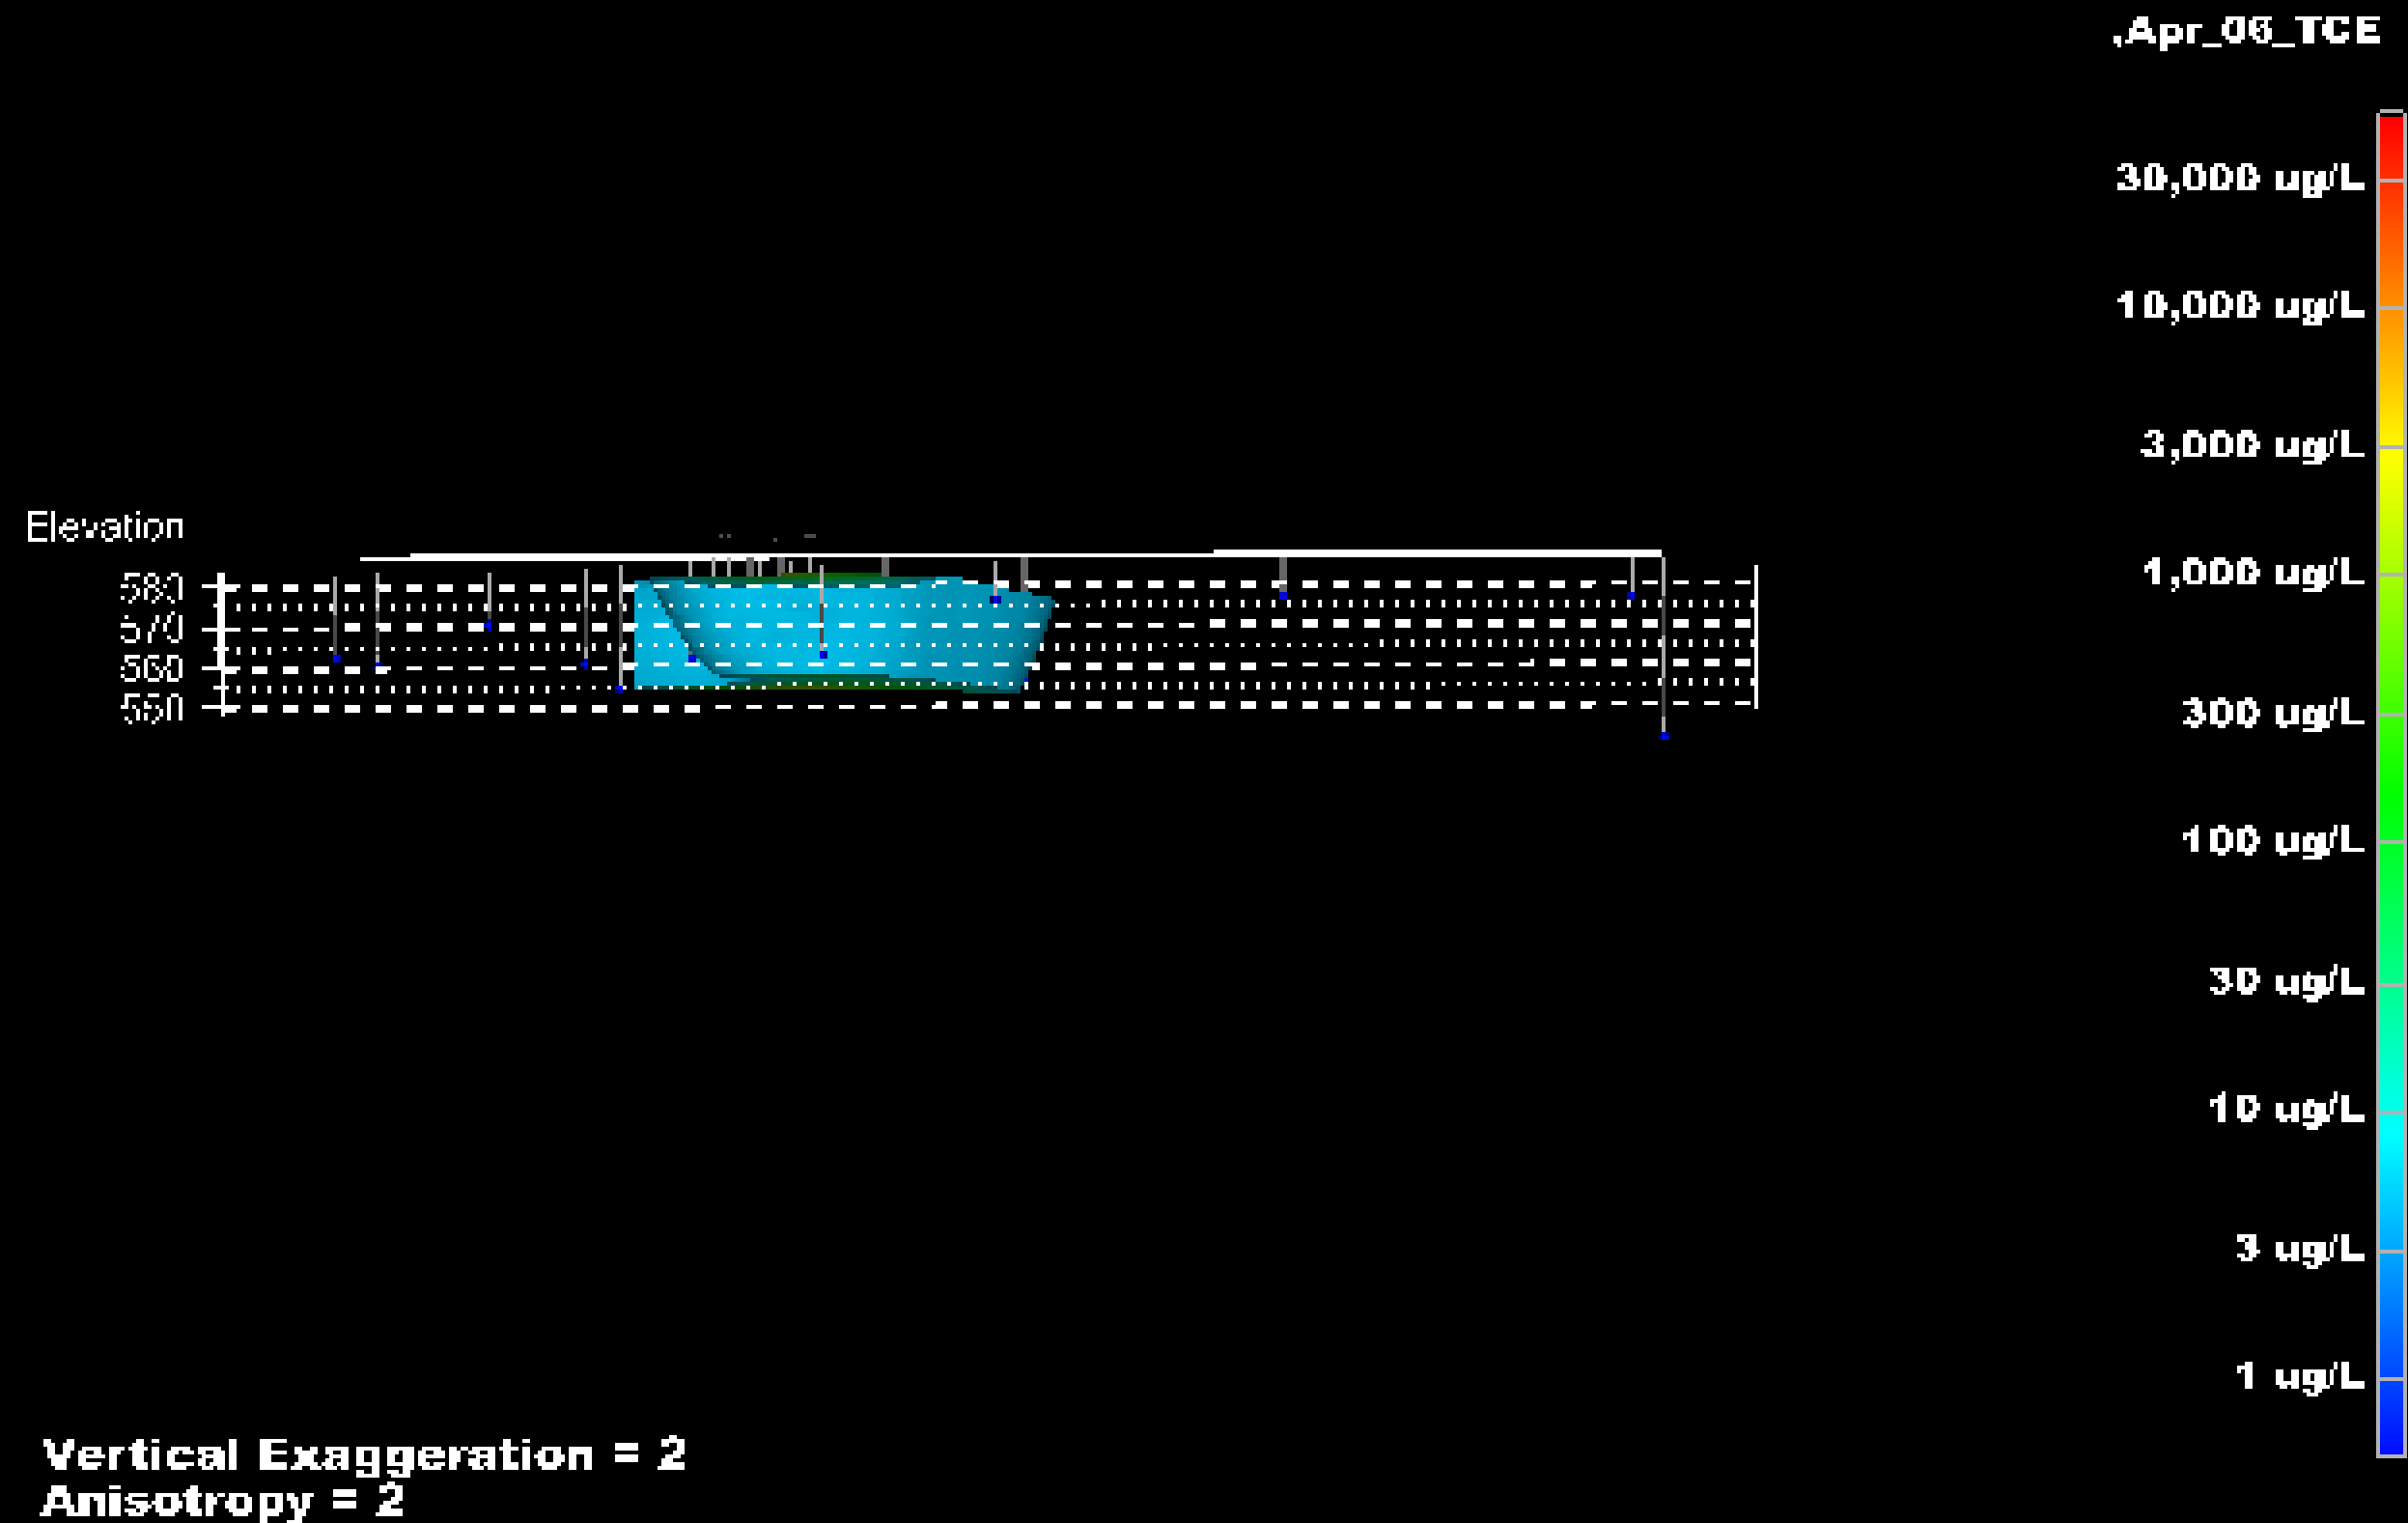 ,Apr_06_TCE
30,000 ug/L
10,000 ug/L
3,000 ug/L
1,000 ug/L
300 ug/L
100 ug/L
30 ug/L
10 ug/L
3 ug/L
1 ug/L
Elevation
580
570
560
550
Vertical Exaggeration = 2
Anisotropy = 2